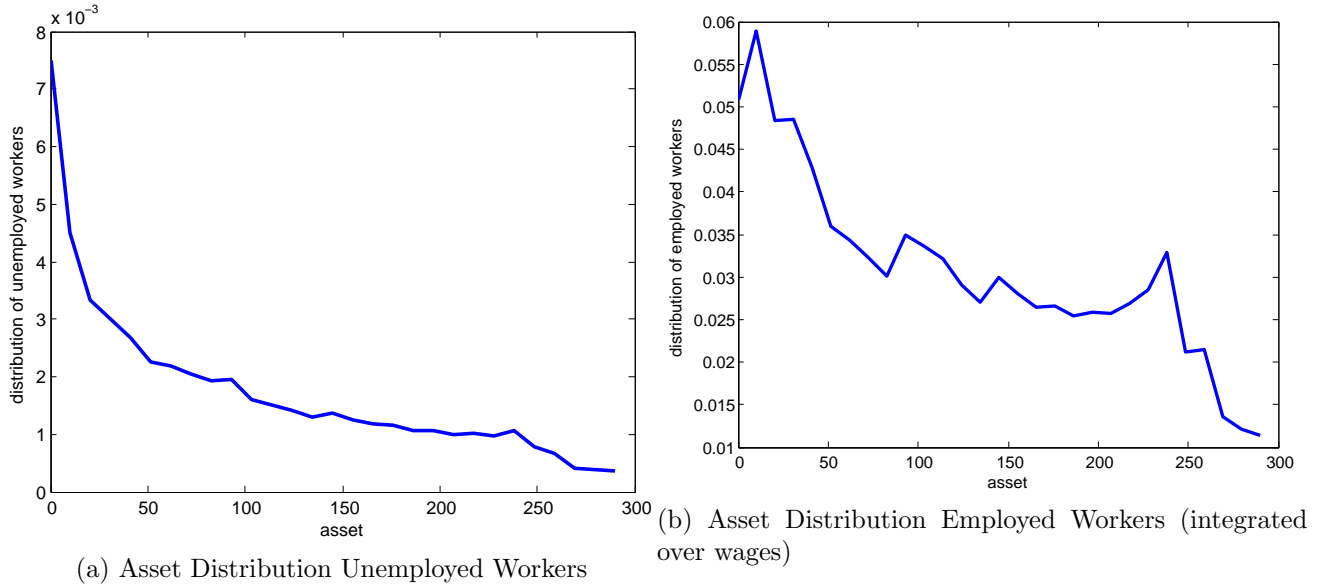 x 10⁻³
8
7
6
5
4
3
2
1
0
0 50 100 150 200 250 300
asset
distribution of unemployed workers
(a) Asset Distribution Unemployed Workers
0.06
0.055
0.05
0.045
0.04
0.035
0.03
0.025
0.02
0.015
0.01
0 50 100 150 200 250 300
asset
distribution of employed workers
(b) Asset Distribution Employed Workers (integrated
over wages)